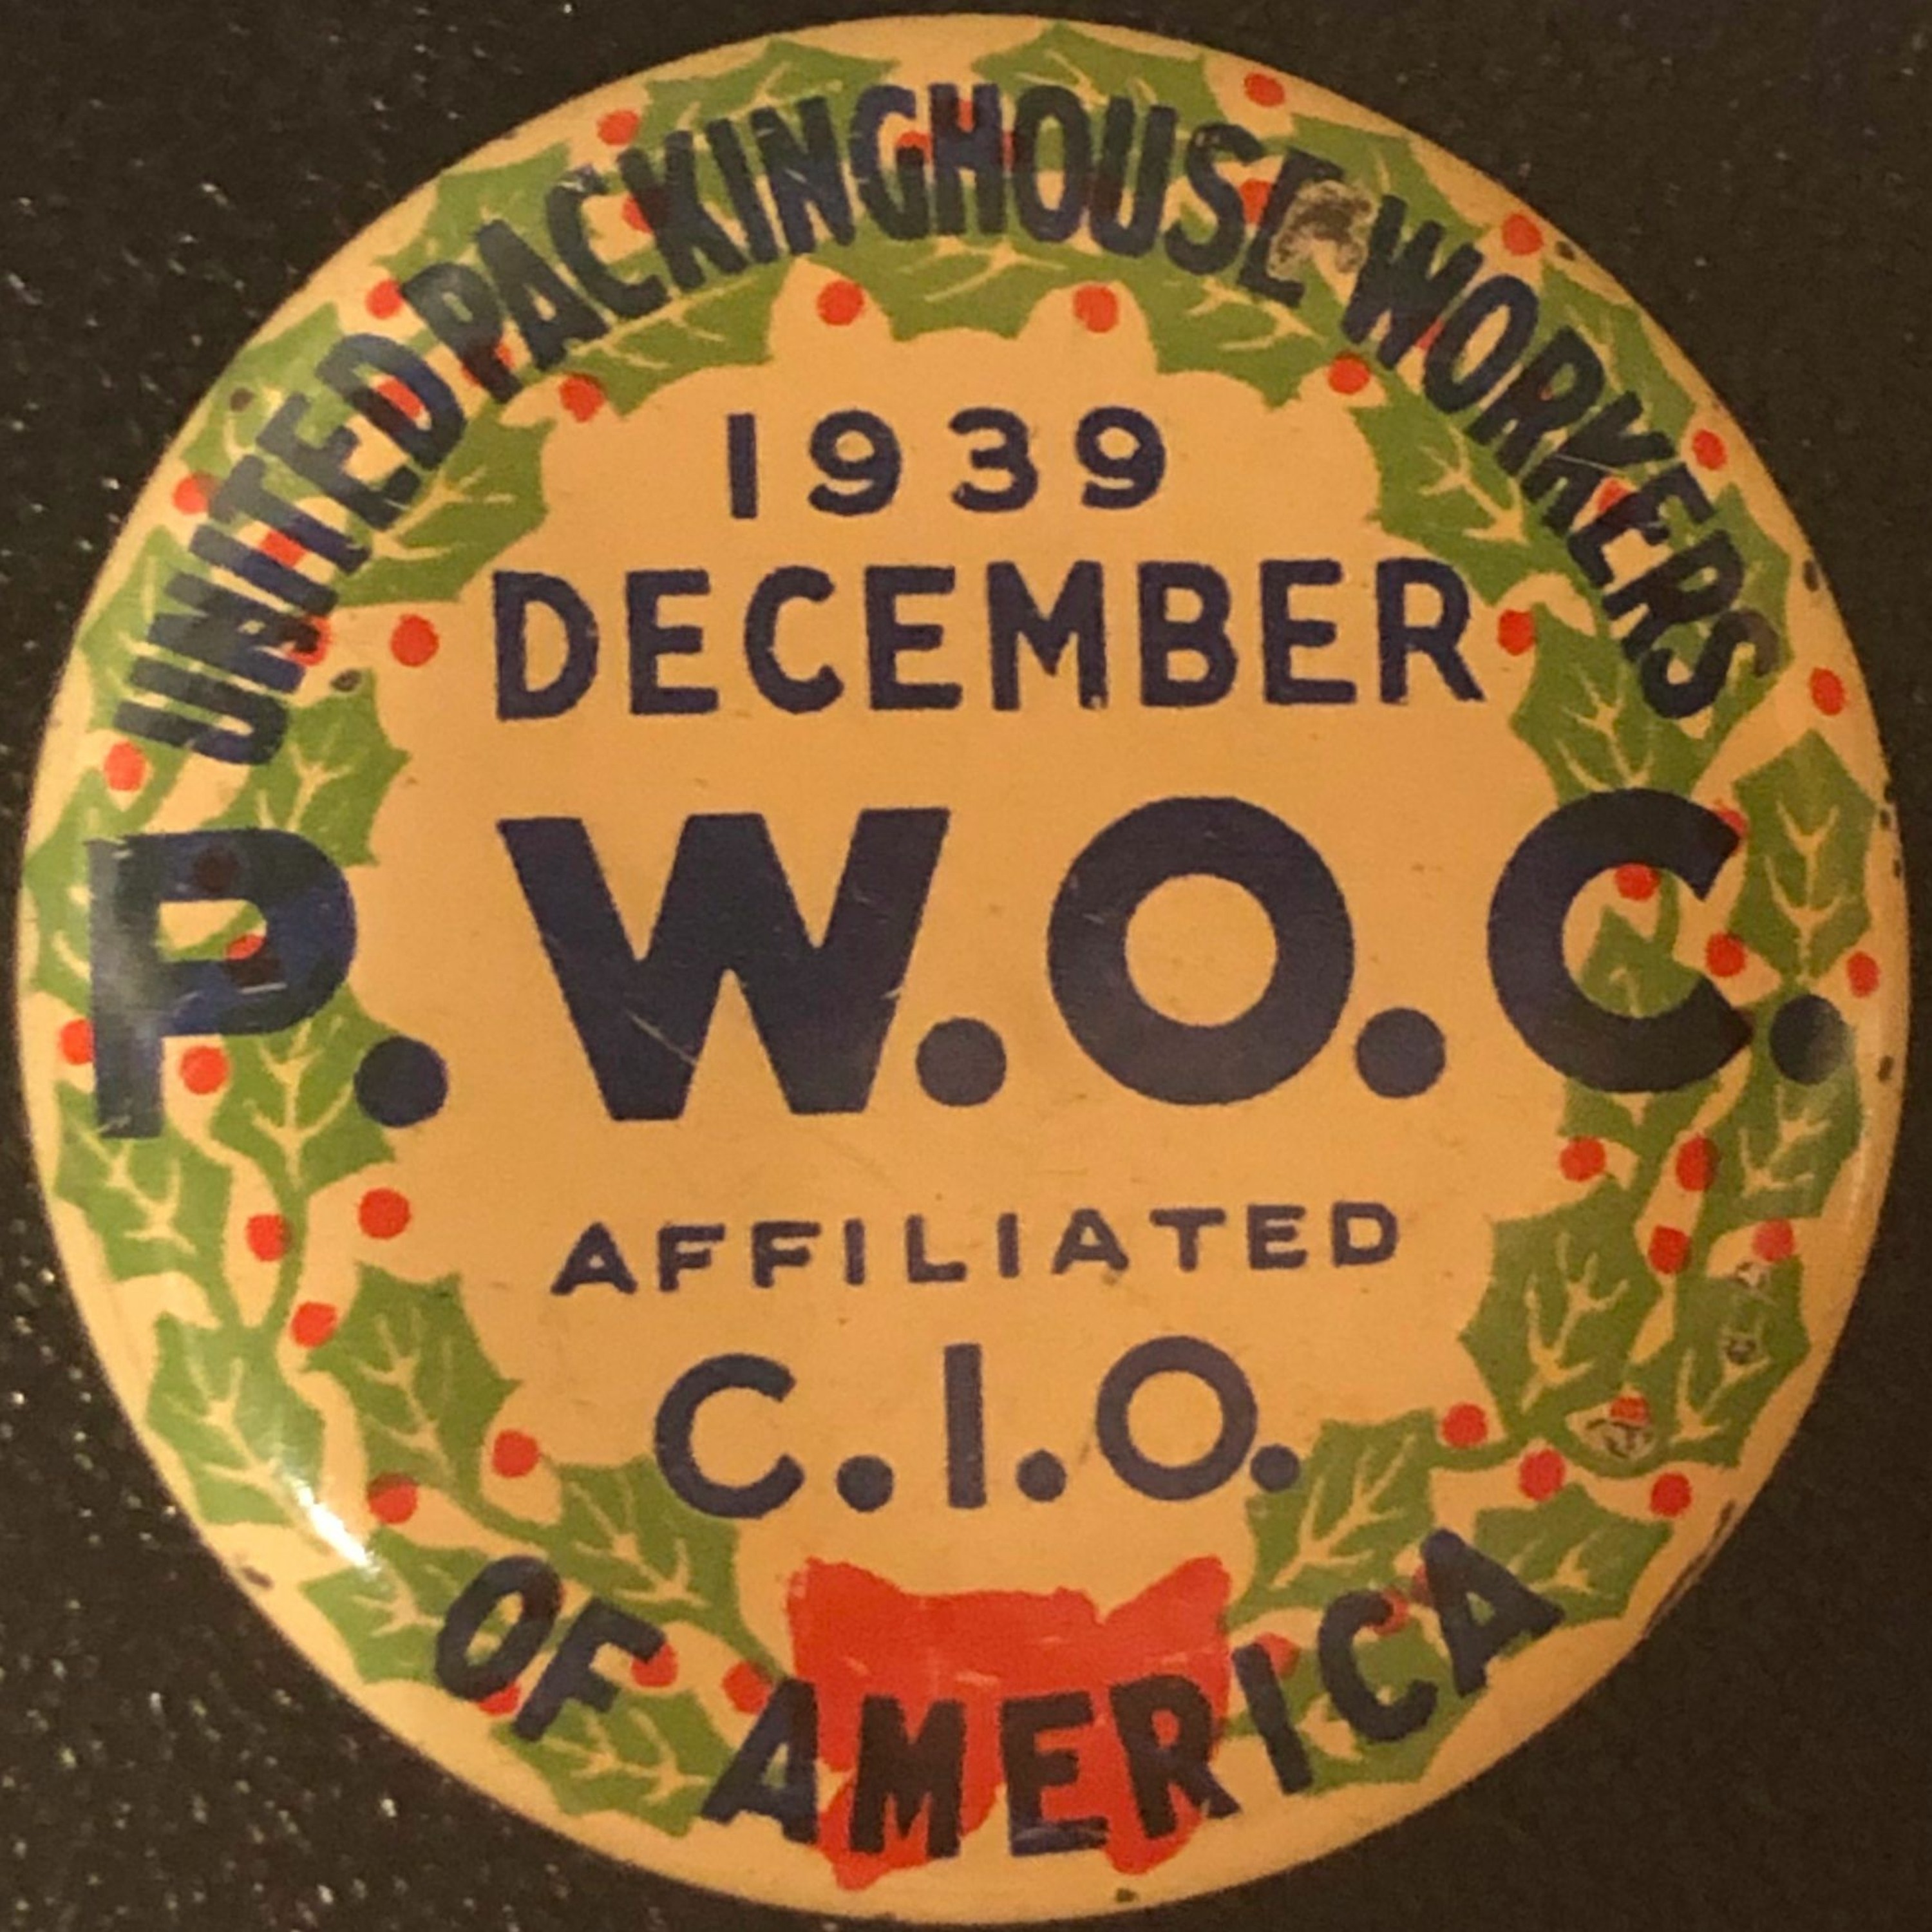 UNITED PACKINGHOUSE WORKERS
1939
DECEMBER
P.W.O.C.
AFFILIATED
C.I.O.
OF AMERICA